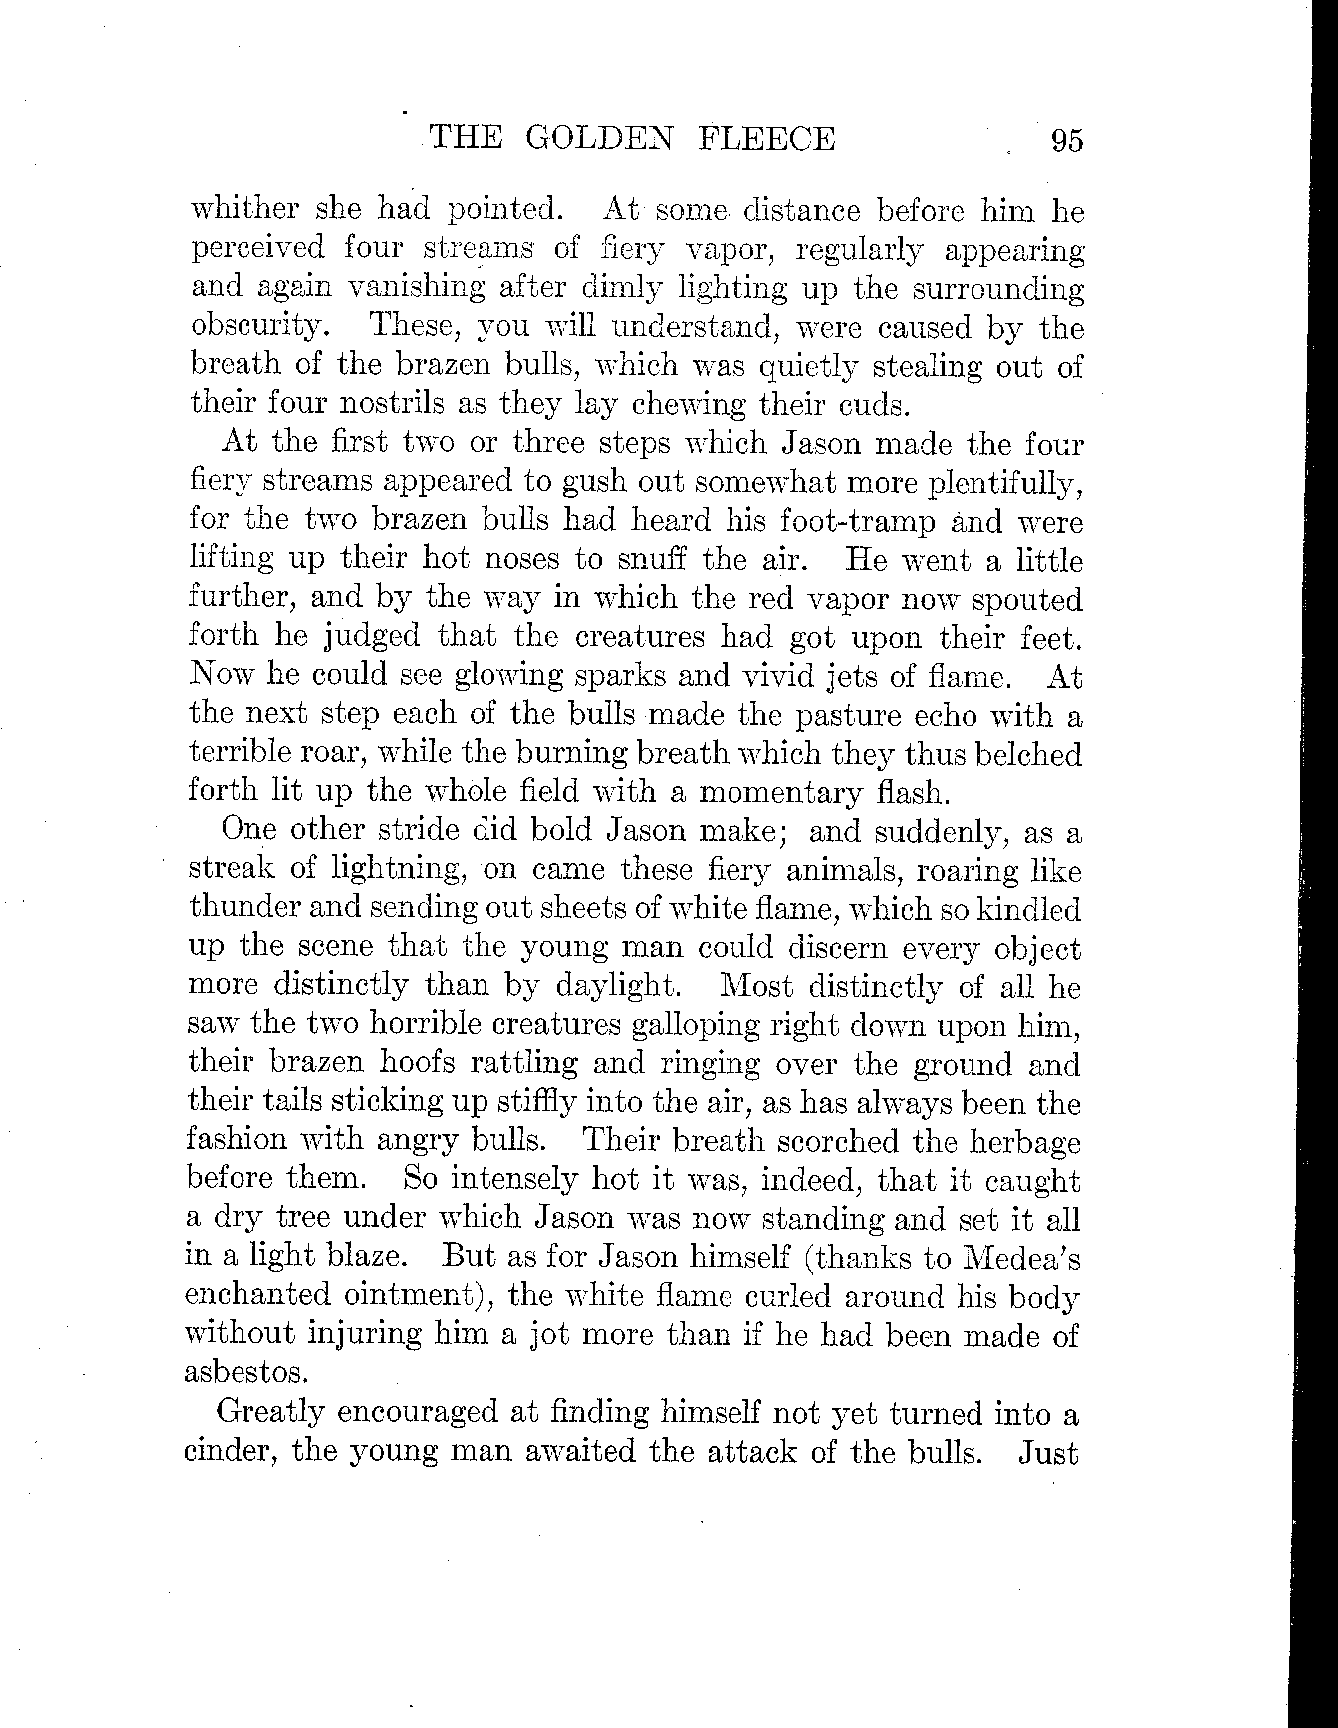 THE GOLDEN FLEECE 95
whither she had pointed. At some distance before him he
perceived four streams of fiery vapor, regularly appearing
and again vanishing after dimly lighting up the surrounding
obscurity. These, you will understand, were caused by the
breath of the brazen bulls, which was quietly stealing out of
their four nostrils as they lay chewing their cuds.
At the first two or three steps which Jason made the four
fiery streams appeared to gush out somewhat more plentifully,
for the two brazen bulls had heard his foot-tramp and were
lifting up their hot noses to snuff the air. He went a little
further, and by the way in which the red vapor now spouted
forth he judged that the creatures had got upon their feet.
Now he could see glowing sparks and vivid jets of flame. At
the next step each of the bulls made the pasture echo with a
terrible roar, while the burning breath which they thus belched
forth lit up the whole field with a momentary flash.
One other stride did bold Jason make; and suddenly, as a
streak of lightning, on came these fiery animals, roaring like
thunder and sending out sheets of white flame, which so kindled
up the scene that the young man could discern every object
more distinctly than by daylight. Most distinctly of all he
saw the two horrible creatures galloping right down upon him,
their brazen hoofs rattling and ringing over the ground and
their tails sticking up stiffly into the air, as has always been the
fashion with angry bulls. Their breath scorched the herbage
before them. So intensely hot it was, indeed, that it caught
a dry tree under which Jason was now standing and set it all
in a light blaze. But as for Jason himself (thanks to Medea's
enchanted ointment), the white flame curled around his body
without injuring him a jot more than if he had been made of
asbestos.
Greatly encouraged at finding himself not yet turned into a
cinder, the young man awaited the attack of the bulls. Just